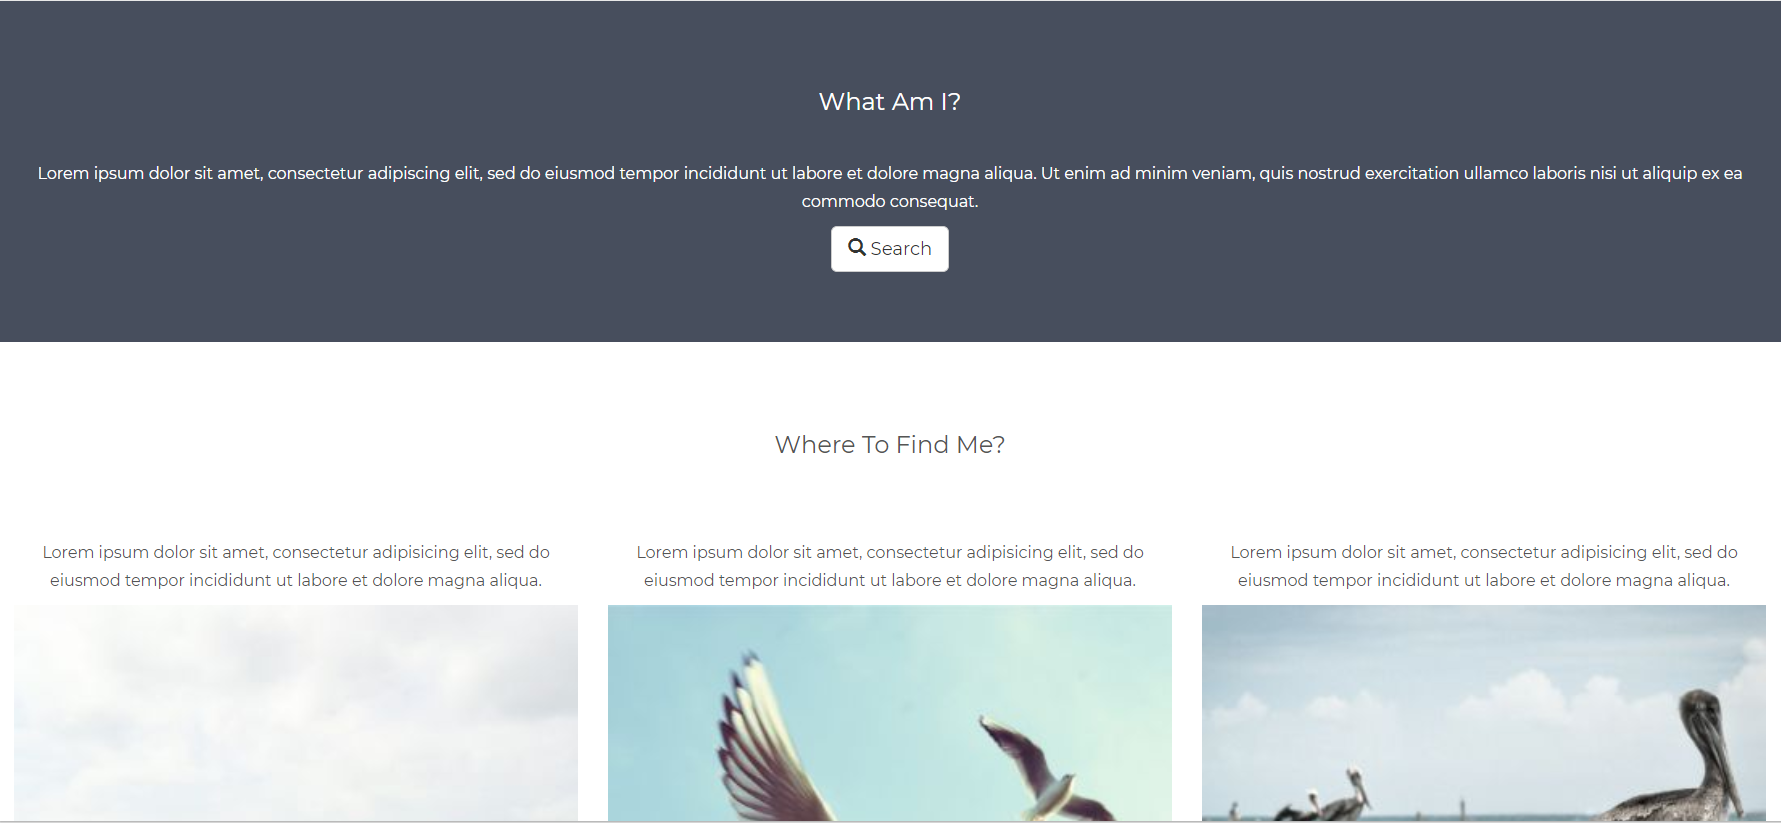 What Am I?
Lorem ipsum dolor sit amet, consectetur adipiscing elit, sed do eiusmod tempor incididunt ut labore et dolore magna aliqua. Ut enim ad minim veniam, quis nostrud exercitation ullamco laboris nisi ut aliquip ex ea
commodo consequat.
Search
Where To Find Me?
Lorem ipsum dolor sit amet, consectetur adipisicing elit, sed do
eiusmod tempor incididunt ut labore et dolore magna aliqua.
Lorem ipsum dolor sit amet, consectetur adipisicing elit, sed do
eiusmod tempor incididunt ut labore et dolore magna aliqua.
Lorem ipsum dolor sit amet, consectetur adipisicing elit, sed do
eiusmod tempor incididunt ut labore et dolore magna aliqua.